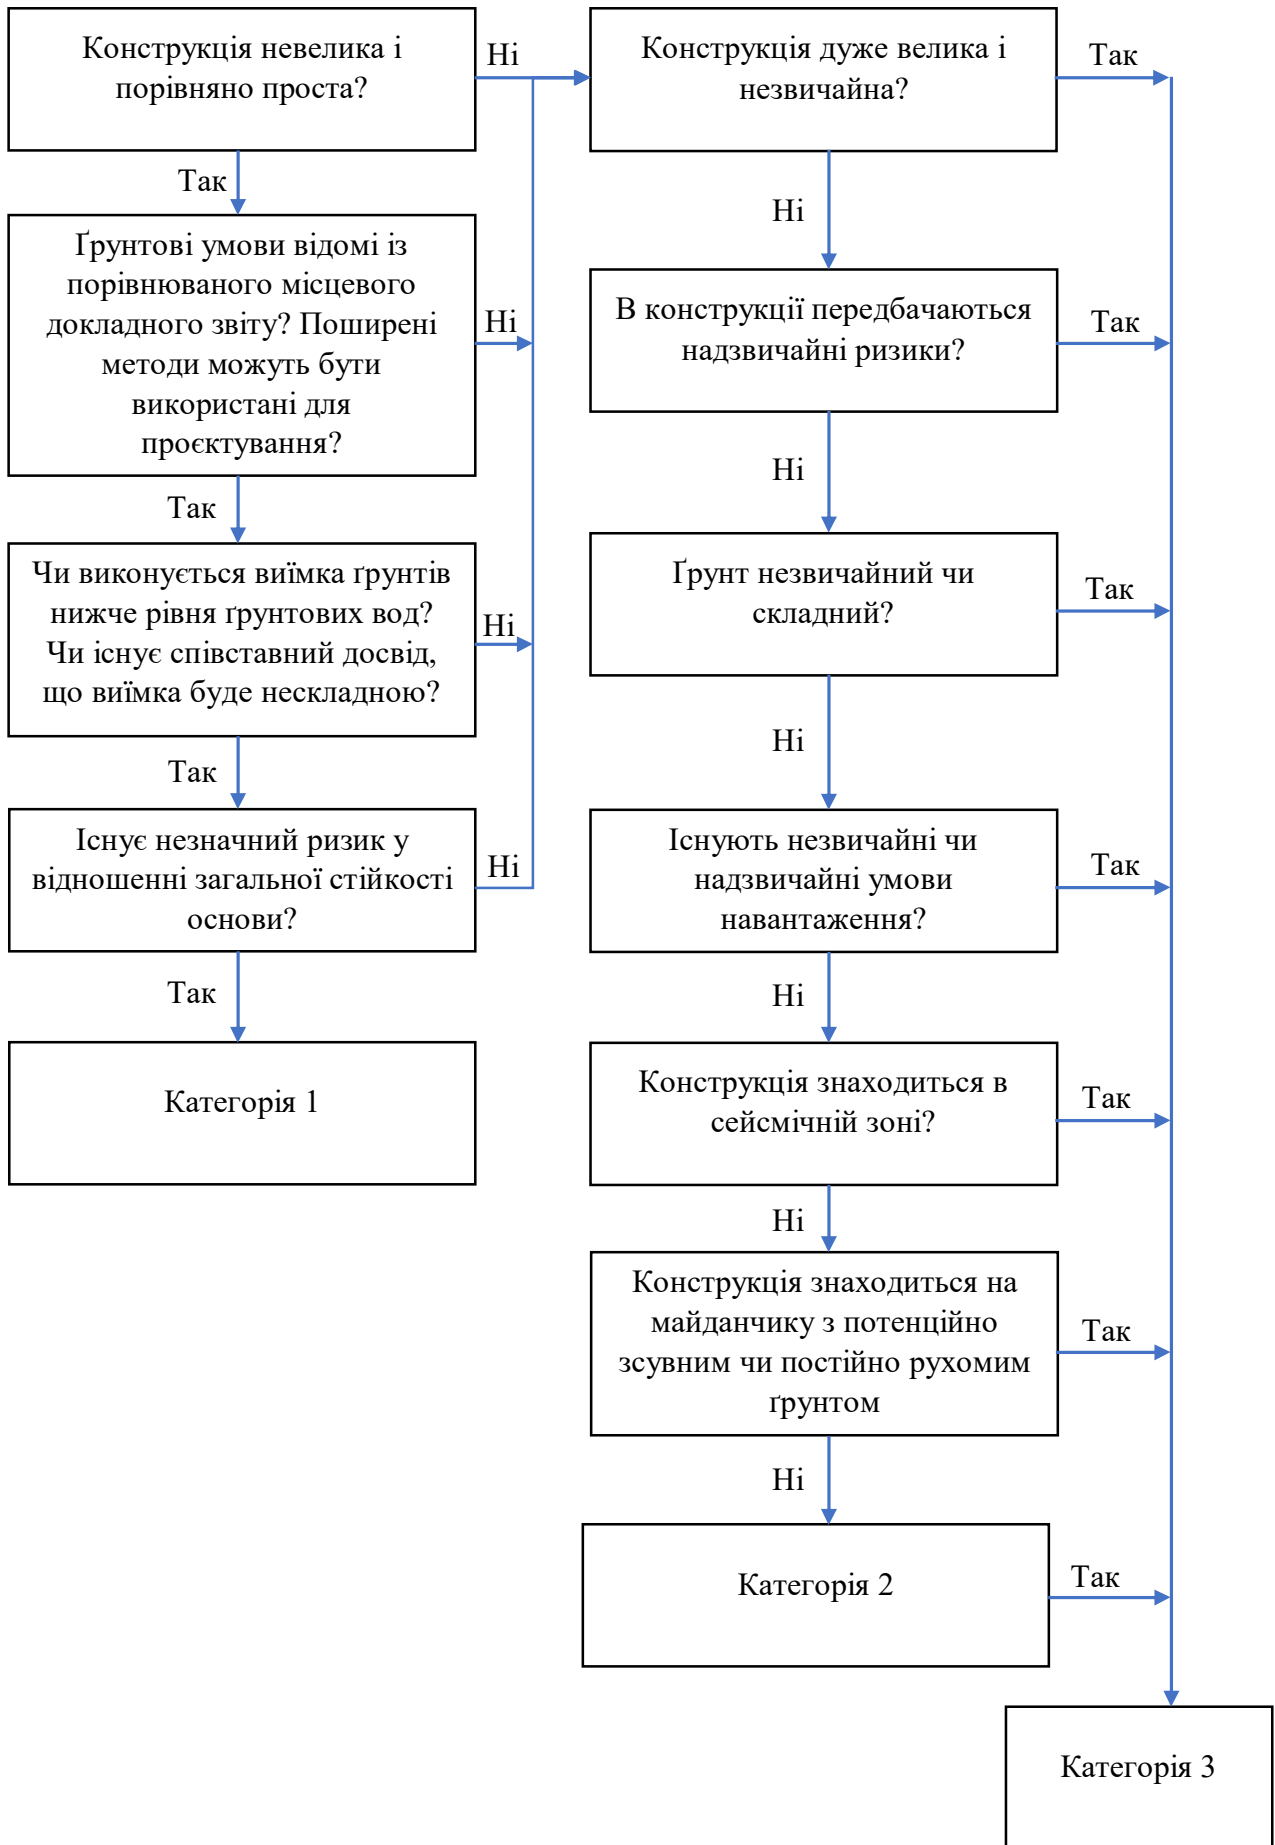 Конструкція невелика і
порівняно проста?
Ні
Так
Ґрунтові умови відомі із
порівнюваного місцевого
докладного звіту? Поширені
методи можуть бути
використані для
проєктування?
Ні
Так
Чи виконується виїмка ґрунтів
нижче рівня ґрунтових вод?
Чи існує співставний досвід,
що виїмка буде нескладною?
Ні
Так
Існує незначний ризик у
відношенні загальної стійкості
основи?
Ні
Так
Категорія 1
Конструкція дуже велика і
незвичайна?
Так
Ні
В конструкції передбачаються
надзвичайні ризики?
Так
Ні
Ґрунт незвичайний чи
складний?
Так
Ні
Існують незвичайні чи
надзвичайні умови
навантаження?
Так
Ні
Конструкція знаходиться в
сейсмічній зоні?
Так
Ні
Конструкція знаходиться на
майданчику з потенційно
зсувним чи постійно рухомим
ґрунтом
Так
Ні
Категорія 2
Так
Категорія 3